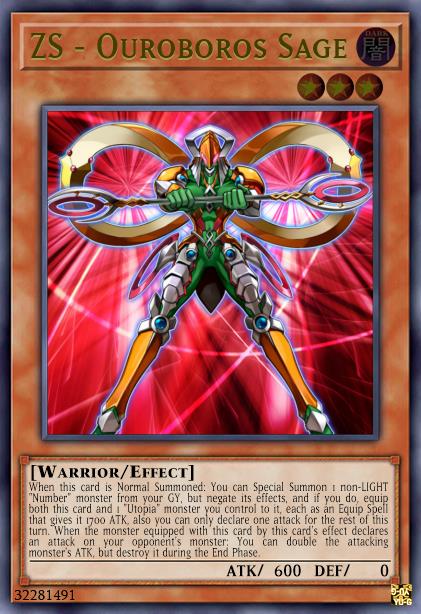 ZS - Ouroboros Sage
DARK
闇
[Warrior/Effect]
When this card is Normal Summoned: You can Special Summon 1 non-LIGHT
"Number" monster from your GY, but negate its effects, and if you do, equip
both this card and 1 "Utopia" monster you control to it, each as an Equip Spell
that gives it 1700 ATK, also you can only declare one attack for the rest of this
turn. When the monster equipped with this card by this card's effect declares
an attack on your opponent's monster: You can double the attacking
monster's ATK, but destroy it during the End Phase.
ATK/ 600 DEF/ 0
32281491